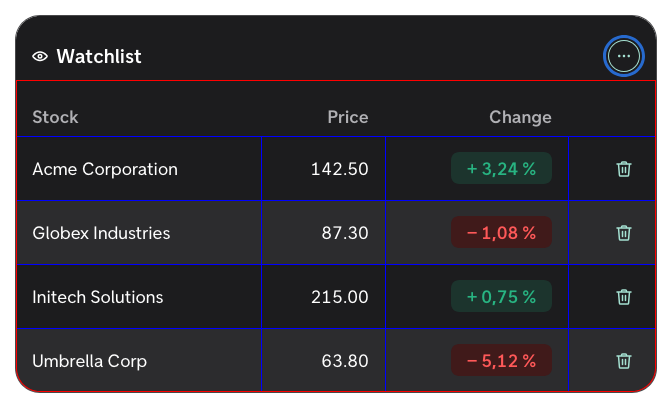 Watchlist
Stock Price Change
Acme Corporation 142.50 + 3,24 %
Globex Industries 87.30 − 1,08 %
Initech Solutions 215.00 + 0,75 %
Umbrella Corp 63.80 − 5,12 %